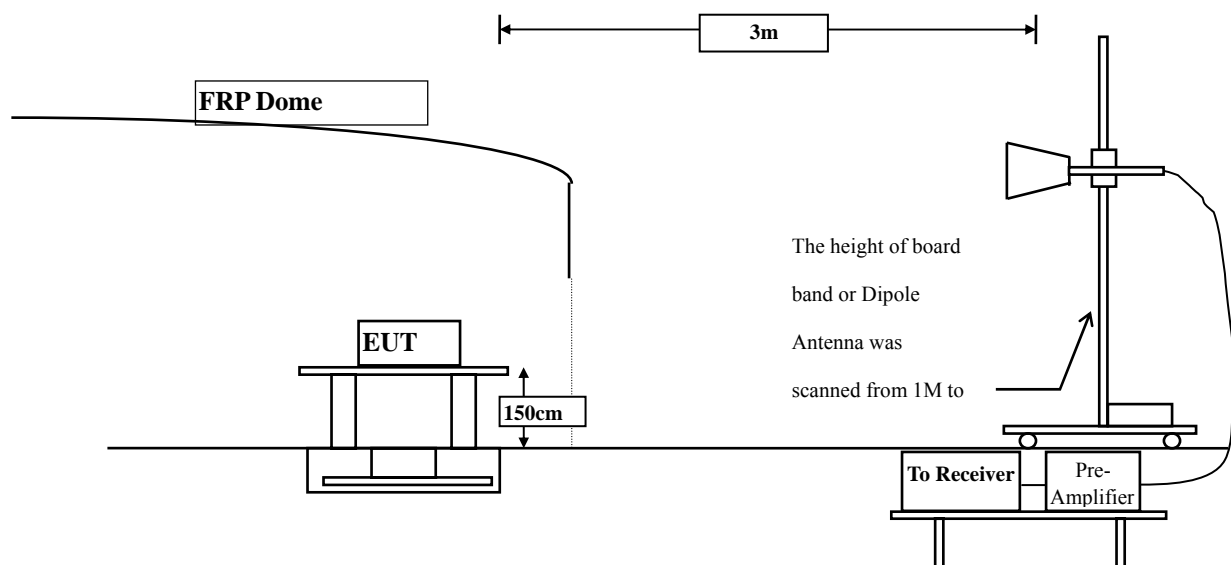 3m
FRP Dome
The height of board
band or Dipole
Antenna was
scanned from 1M to
EUT
150cm
To Receiver
Pre-
Amplifier